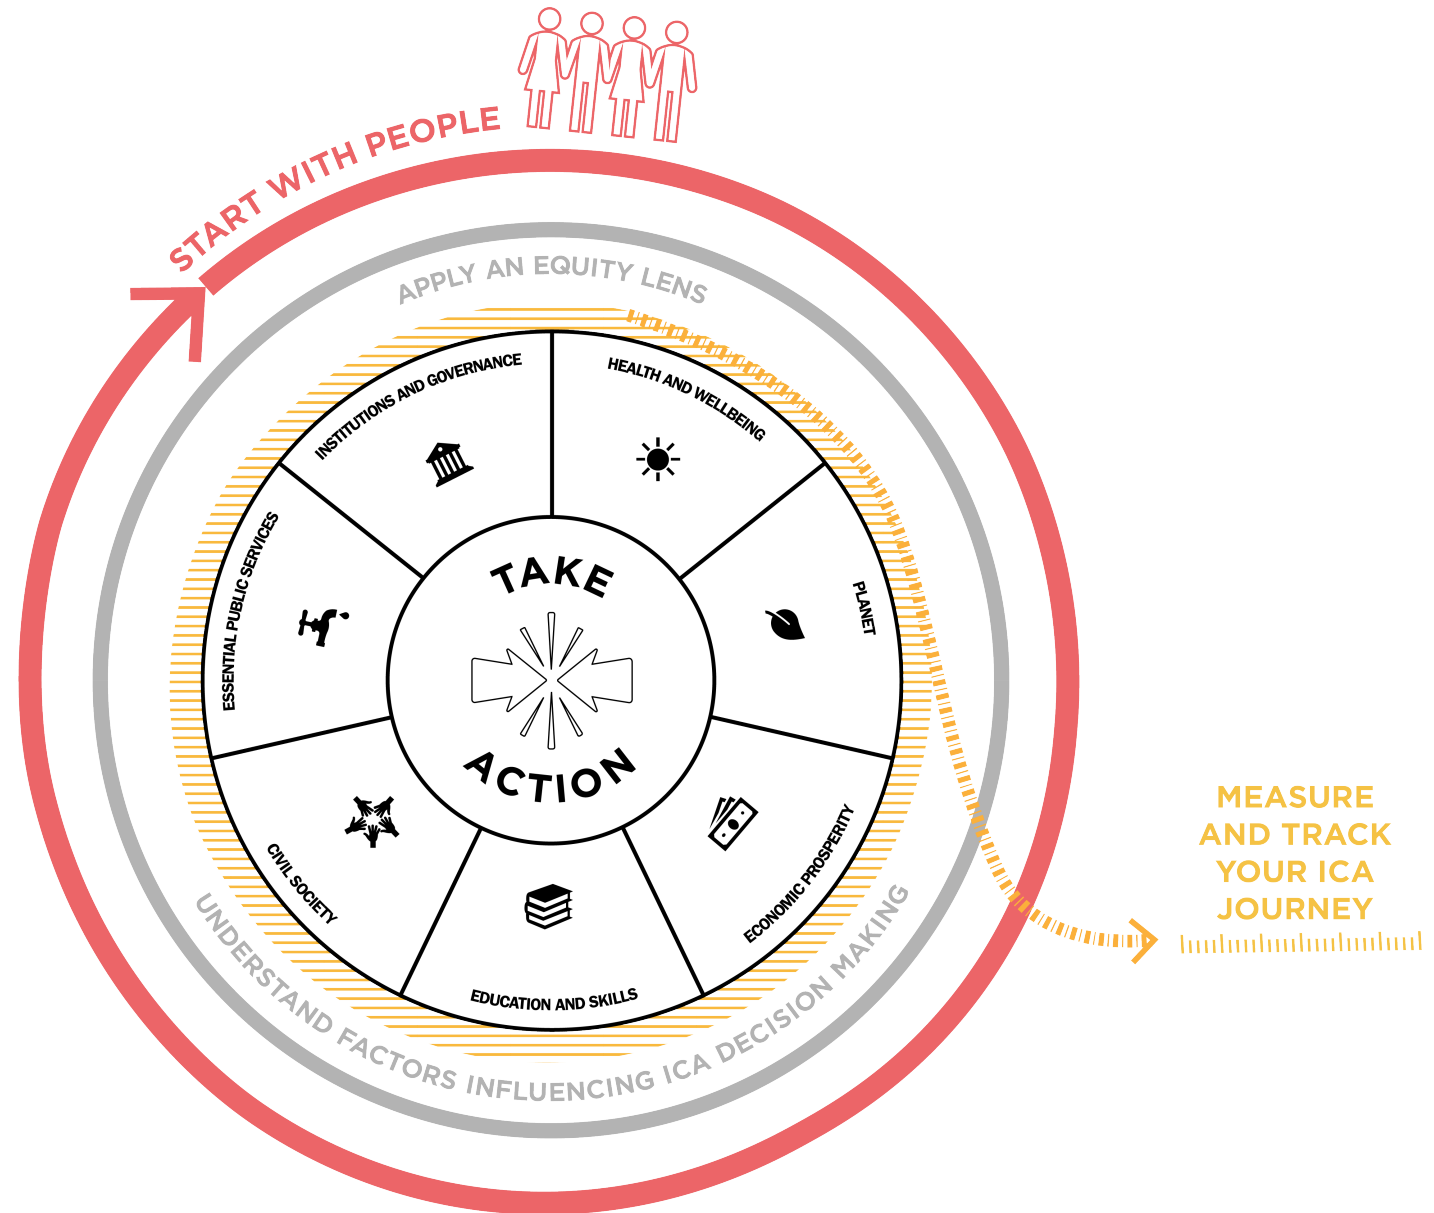 START WITH PEOPLE
APPLY AN EQUITY LENS
INSTITUTIONS AND GOVERNANCE
HEALTH AND WELLBEING
PLANET
ECONOMIC PROSPERITY
EDUCATION AND SKILLS
CIVIL SOCIETY
ESSENTIAL PUBLIC SERVICES
TAKE
ACTION
UNDERSTAND FACTORS INFLUENCING ICA DECISION MAKING
MEASURE
AND TRACK
YOUR ICA
JOURNEY